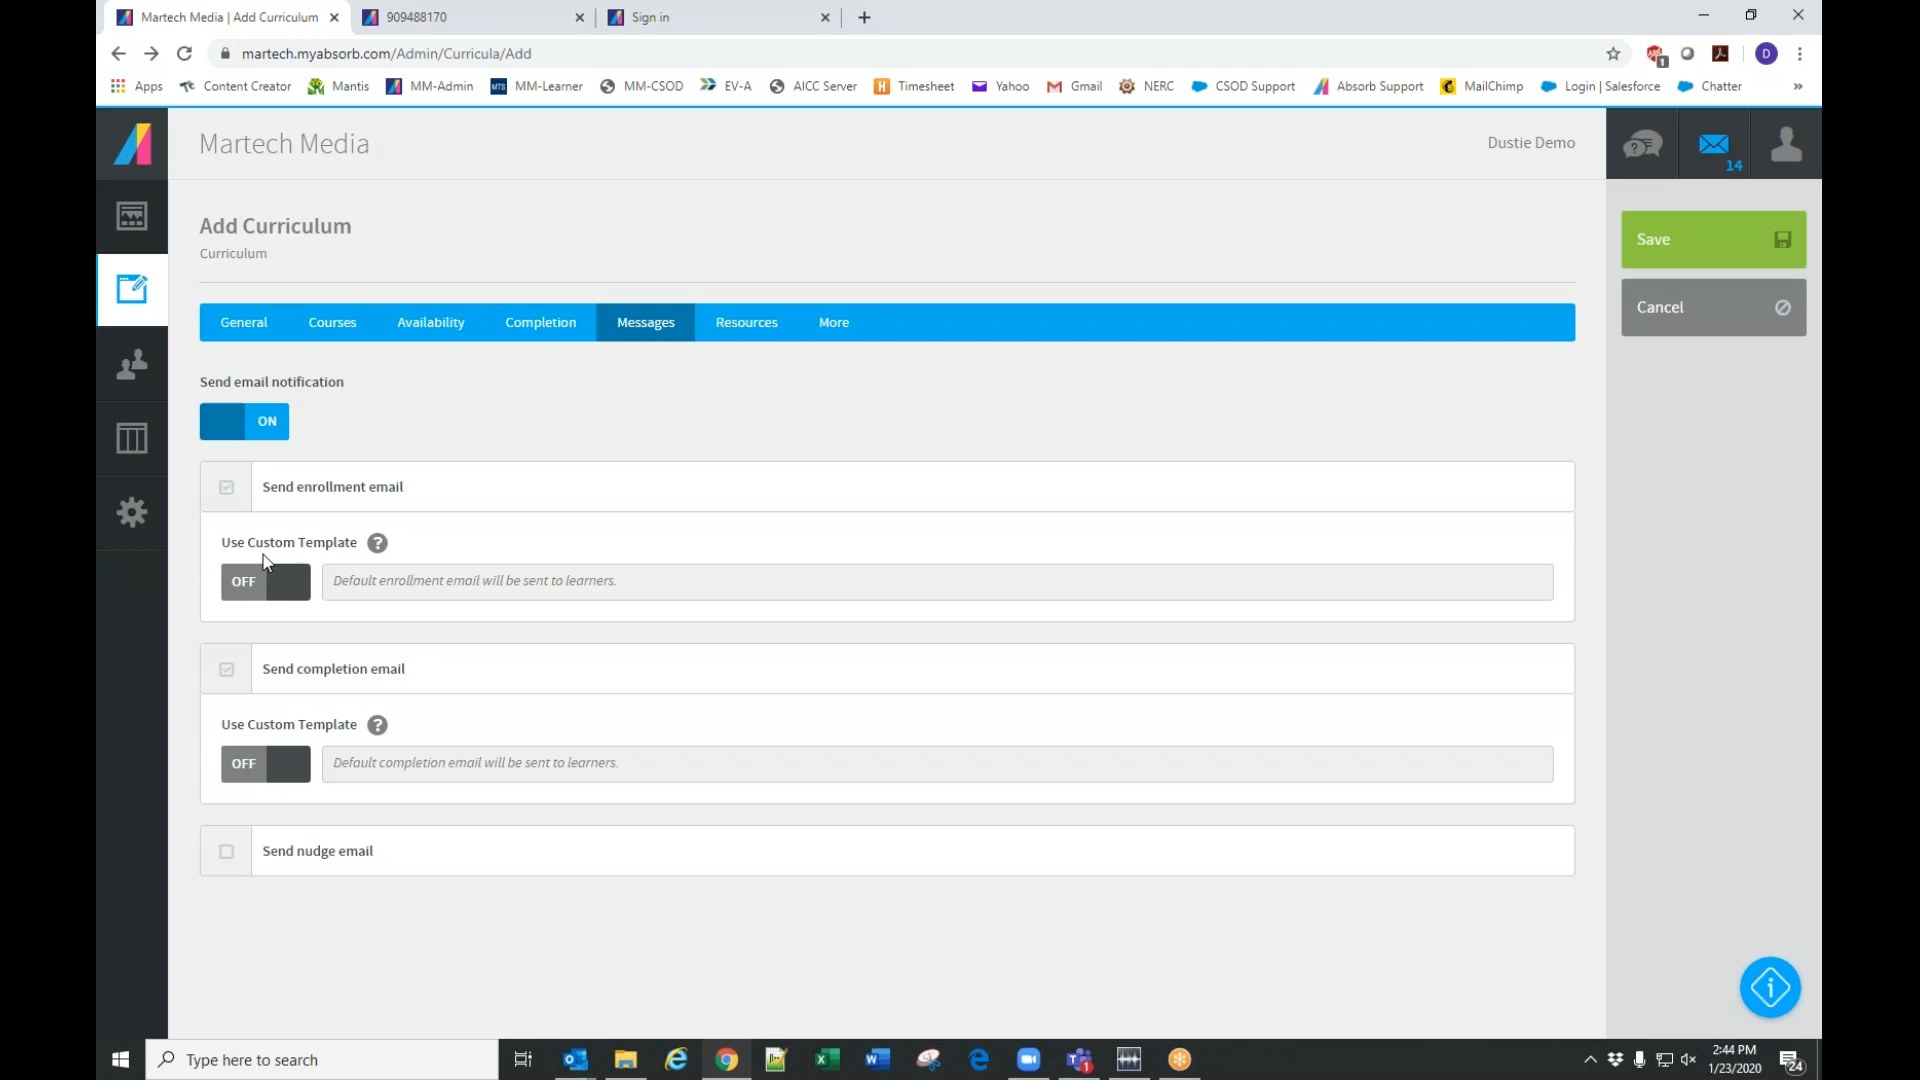 Martech Media | Add Curriculum
909488170
Sign in
martech.myabsorb.com/Admin/Curricula/Add
1
D
Apps
Content Creator
Mantis
MM-Admin
MTS
MM-Learner
MM-CSOD
EV-A
AICC Server
H
Timesheet
Yahoo
Gmail
NERC
CSOD Support
Absorb Support
MailChimp
Login | Salesforce
Chatter
»
Martech Media
Dustie Demo
14
Add Curriculum
Curriculum
Save
Cancel
General
Courses
Availability
Completion
Messages
Resources
More
Send email notification
ON
Send enrollment email
Use Custom Template ?
OFF
Default enrollment email will be sent to learners.
Send completion email
Use Custom Template ?
OFF
Default completion email will be sent to learners.
Send nudge email
Type here to search
1
2:44 PM
1/23/2020
24